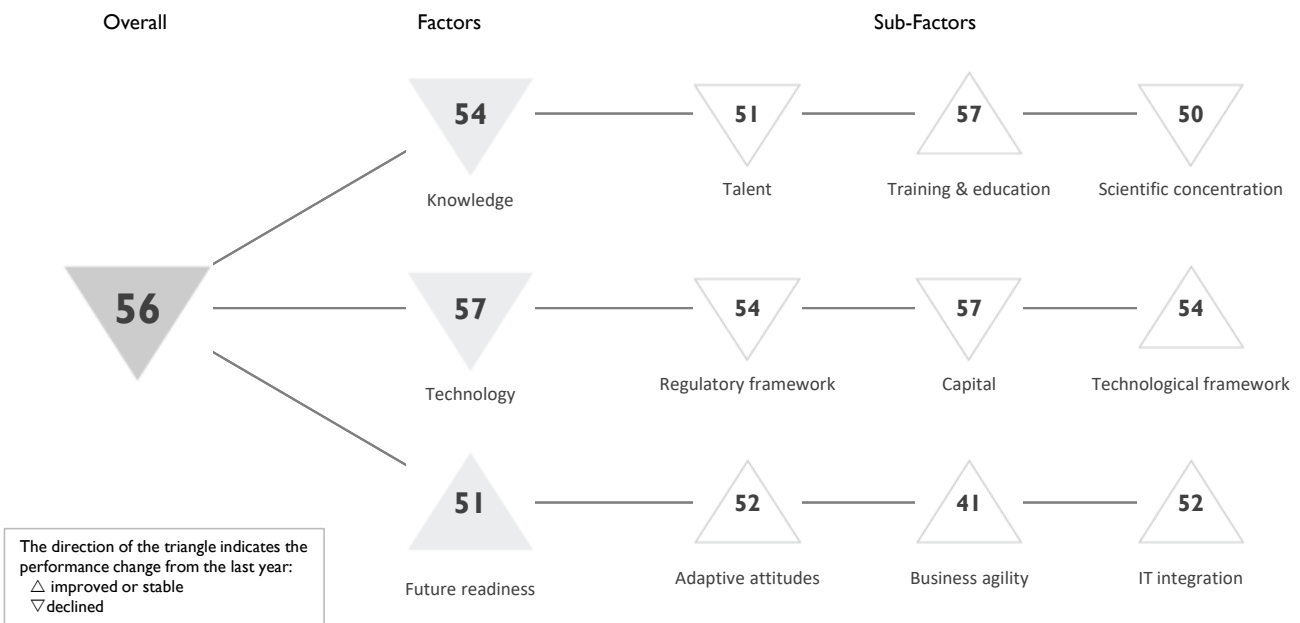 Overall Factors Sub-Factors
54 51 57 50
Knowledge Talent Training & education Scientific concentration
56
57 54 57 54
Technology Regulatory framework Capital Technological framework
51 52 41 52
Future readiness Adaptive attitudes Business agility IT integration
The direction of the triangle indicates the
performance change from the last year:
△ improved or stable
▽ declined